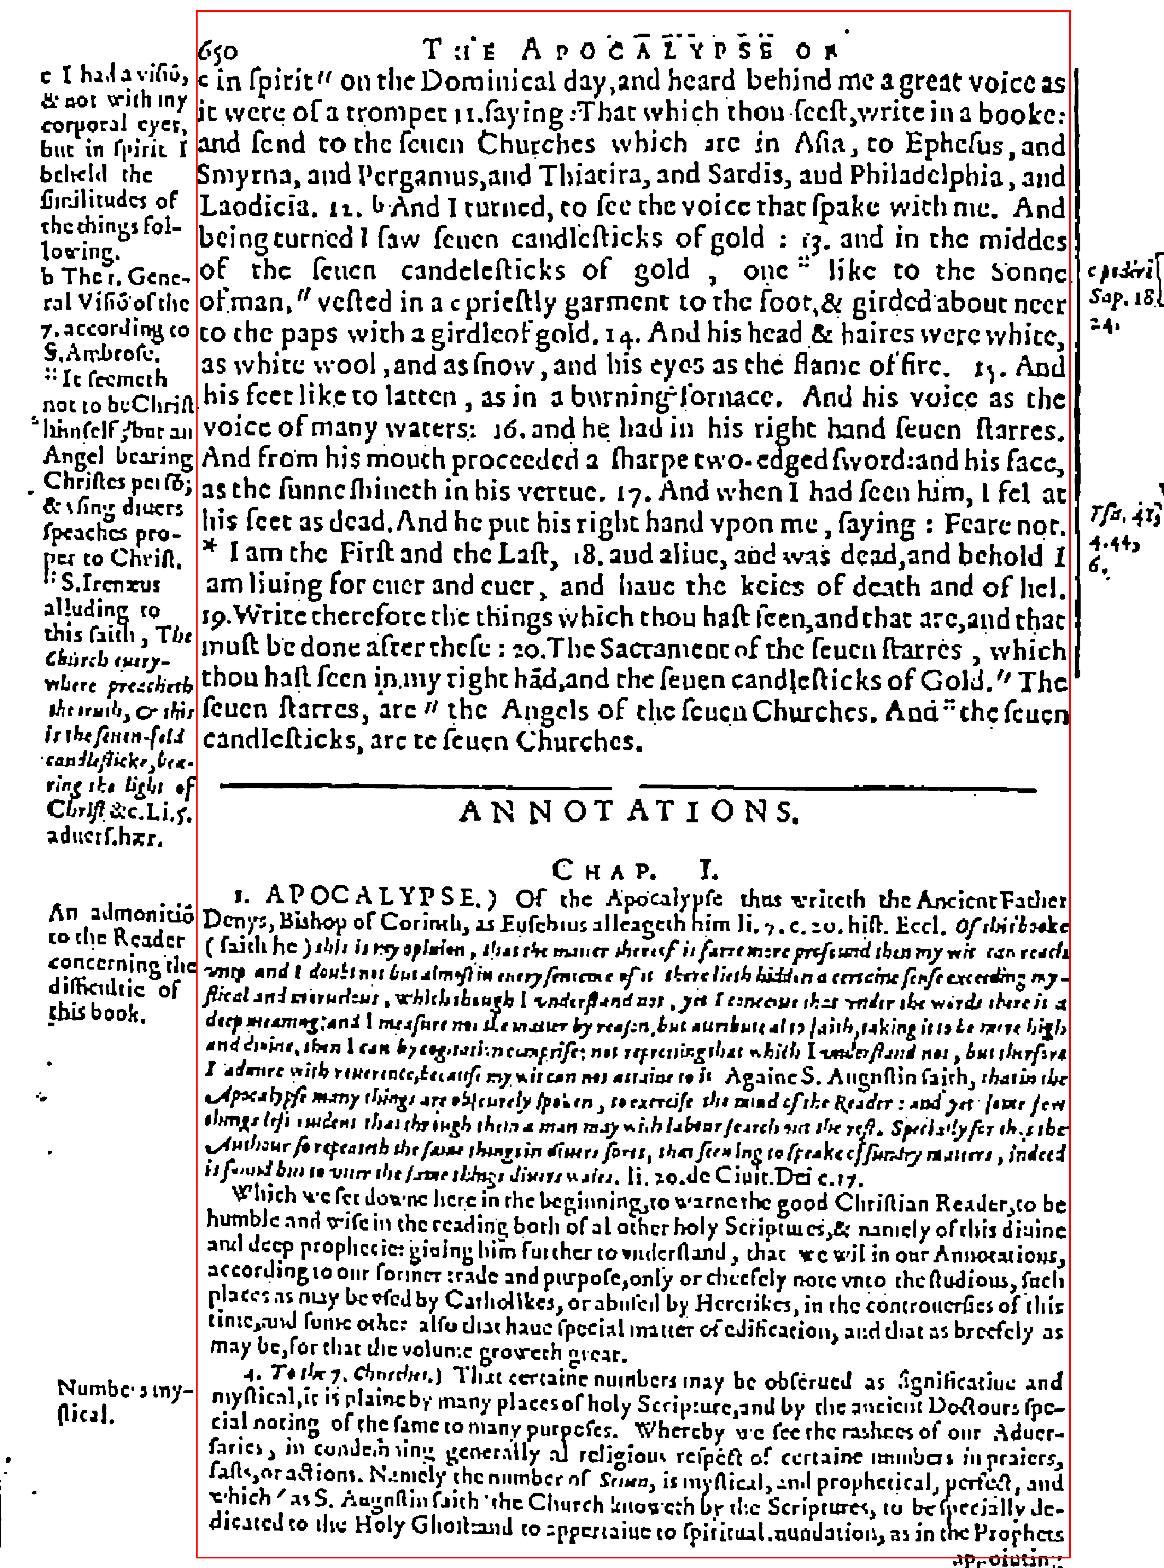 650 THE APOCALYPSE OF
c in ſpirit" on the Dominical day, and heard behind me a great voice as
it were of a trompet 11. ſaying: That which thou ſeeſt, write in a booke:
and ſend to the ſeuen Churches which are in Aſia, to Epheſus, and
Smyrna, and Pergamus, and Thiatira, and Sardis, aud Philadelphia, and
Laodicia. 12. b And I turned, to ſee the voice that ſpake with me. And
being turned I ſaw ſeuen candleſticks of gold : 13. and in the middes
of the ſeuen candeleſticks of gold , one :: like to the Sonne
of man, " veſted in a c prieſtly garment to the foot, & girded about neer
to the paps with a girdle of gold. 14. And his head & haires were white,
as white wool, and as ſnow, and his eyes as the flame of fire. 15. And
his feet like to latten, as in a burning fornace. And his voice as the
voice of many waters: 16. and he had in his right hand ſeuen ſtarres.
And from his mouth proceeded a ſharpe two-edged ſword: and his face,
as the ſunne ſhineth in his vertue. 17. And when I had ſeen him, I fel at
his feet as dead. And he put his right hand vpon me, ſaying : Feare not.
* I am the Firſt and the Laſt, 18. aud aliue, and was dead, and behold I
am liuing for euer and euer, and haue the keies of death and of hel.
19. Write therefore the things which thou haſt ſeen, and that are, and that
muſt be done after theſe : 20. The Sacrament of the ſeuen ſtarres, which
thou haſt ſeen in my right hād, and the ſeuen candleſticks of Gold. " The
ſeuen ſtarres, are " the Angels of the ſeuen Churches. And :: the ſeuen
candleſticks, are te ſeuen Churches.
c I had a viſiō,
& not with my
corporal eyes,
but in ſpirit I
beheld the
ſimilitudes of
the things fol-
lowing.
b The 1. Gene-
ral Viſiō of the
7. according to
S. Ambroſe.
:: It ſeemeth
not to be Chriſt
himſelf, but an
Angel bearing
Chriſtes perſō;
& vſing diuers
ſpeaches pro-
per to Chriſt.
:: S. Irenæus
alluding to
this faith, The
Church euery-
where preacheth
the truth, & this
is the ſeuen-fold
candleſticke, bea-
ring the light of
Chriſt &c. Li. 5.
aduerſ. hær.
c poderi
Sap. 18.
24.
Iſa. 41,
4. 44,
6.
ANNOTATIONS.
CHAP. I.
1. APOCALYPSE.) Of the Apocalypſe thus writeth the Ancient Father
Denys, Bishop of Corinth, as Euſebius alleageth him li. 7. c. 20. hiſt. Eccl. Of this booke
(ſaith he) this is my opinion, that the matter thereof is farre more profound then my wit can reach
vnto and I doubt not but almoſt in euery ſentence of it there lieth hidden a certaine ſenſe exceeding my-
ſtical and meruelous, which though I vnderſtand not, yet I conceiue that vnder the words there is a
deep meaning: and I meaſure not the matter by reaſon, but attribute al to faith, taking it to be more high
and diuine, then I can by cogitation compriſe: not reprouing that which I vnderſtand not, but therfore
I admire with reuerence, becauſe my wit can not attaine to it Againe S. Augnſtin ſaith, that in the
Apocalypſe many things are obſcurely ſpoken, to exerciſe the mind of the Reader: and yet ſome few
things left euident that through them a man may with labour ſearch out the reſt. Specially for that the
Authour ſo repeateth the ſame things in diuers ſorts, that ſeeming to ſpeake of ſundry matters, indeed
is found but to vtter the ſame things diuers waies. li. 20. de Ciuit. Dei c. 17.
Which we ſet downe here in the beginning, to warne the good Chriſtian Reader, to be
humble and wiſe in the reading both of al other holy Scriptures, & namely of this diuine
and deep prophecie: giuing him further to vnderſtand, that we wil in our Annotations,
according to our former trade and purpoſe, only or cheefely note vnto the ſtudious, ſuch
places as may be vſed by Catholikes, or abuſed by Heretikes, in the controuerſies of this
time, and ſome other alſo that haue ſpecial matter of edification, and that as breefely as
may be, for that the volume groweth great.
4. To the 7. Churches.) That certaine numbers may be obſerued as ſignificatiue and
myſtical, it is plaine by many places of holy Scripture, and by the ancient Doctours ſpe-
cial noting of the ſame to many purpoſes. Whereby we ſee the rashnes of our Aduer-
ſaries, in condemning generally al religious reſpect of certaine numbers in praiers,
faſts, or actions. Namely the number of Seuen, is myſtical, and prophetical, perfect, and
which ' as S. Augnſtin ſaith ' the Church knoweth by the Scriptures, to be ſpecially de-
dicated to the Holy Ghoſt: and to appertaine to ſpiritual mundation, as in the Prophets
appointing
An admonitiō
to the Reader
concerning the
difficultie of
this book.
Numbers my-
ſtical.